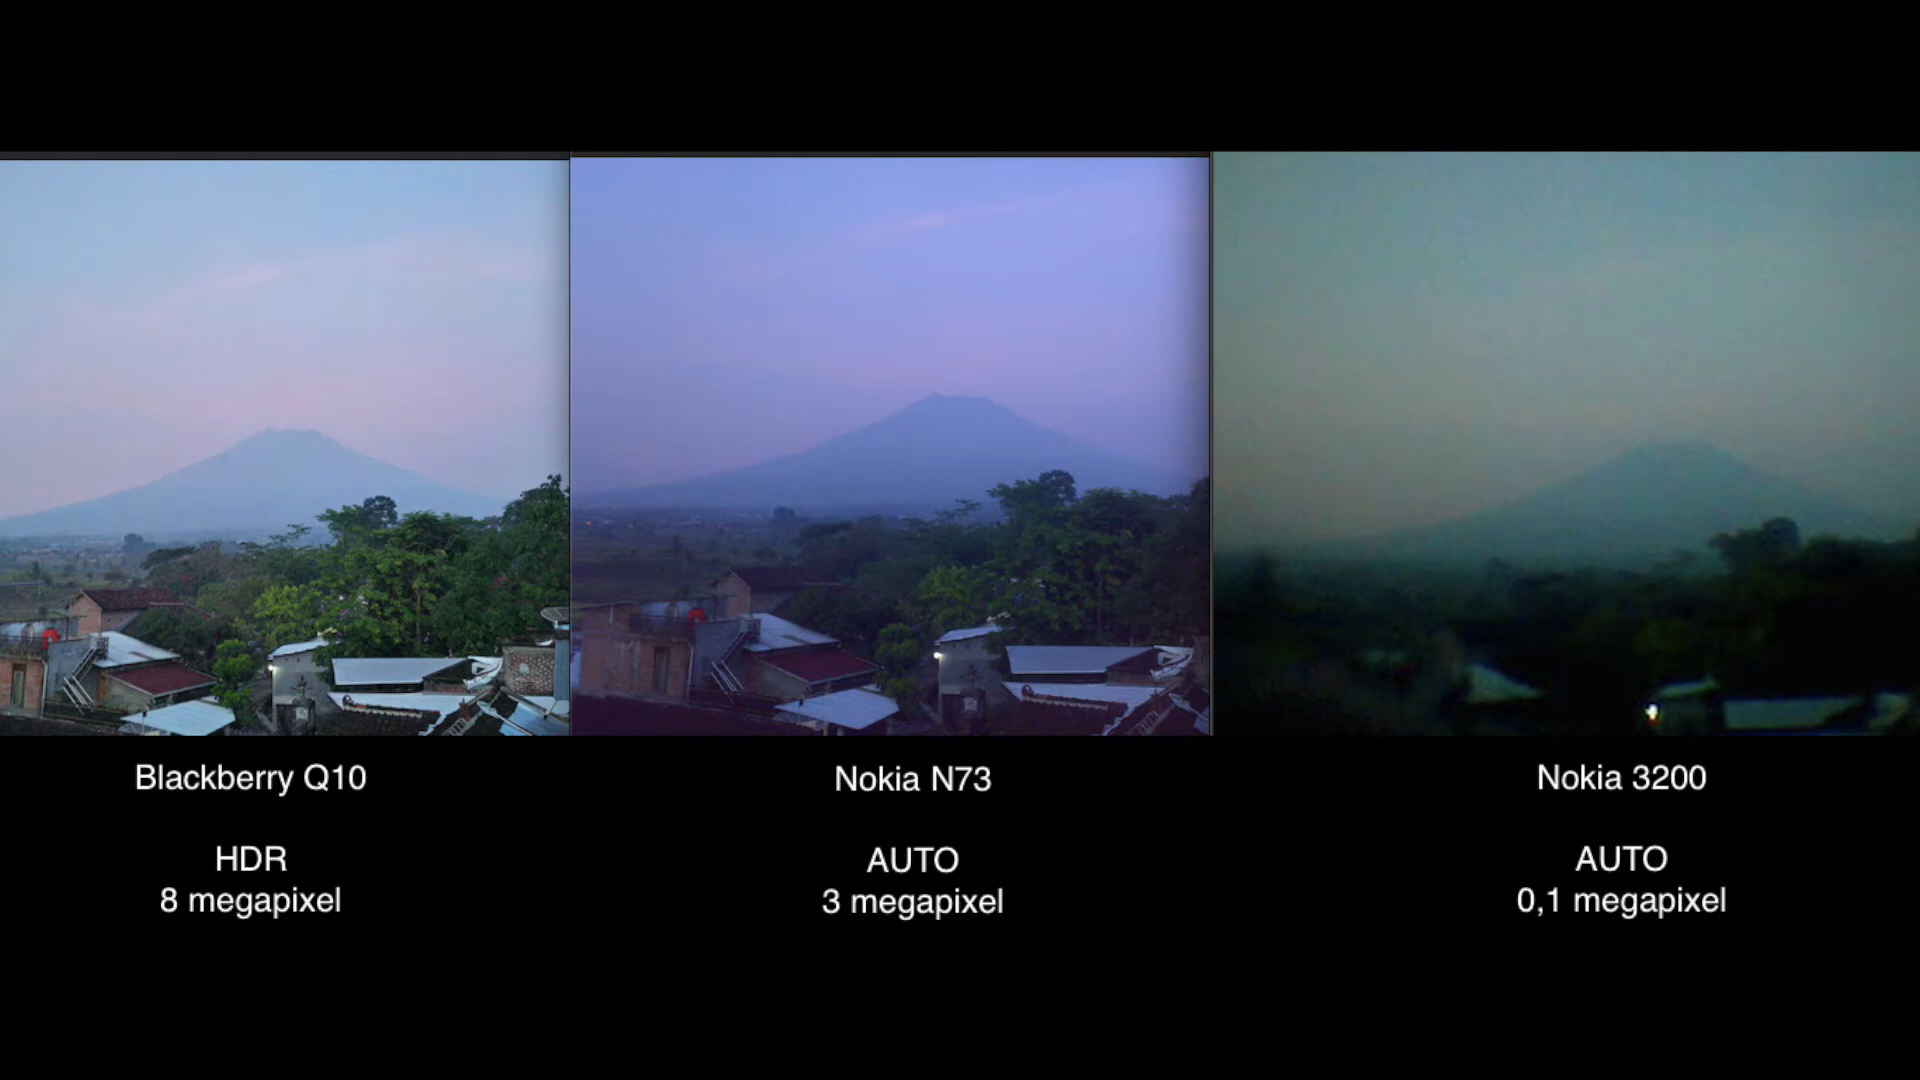 Blackberry Q10
HDR
8 megapixel
Nokia N73
AUTO
3 megapixel
Nokia 3200
AUTO
0,1 megapixel